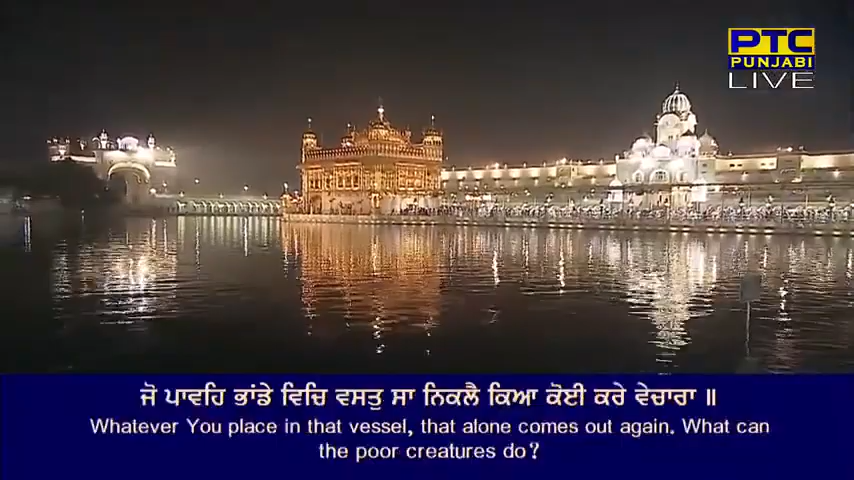 PTC
PUNJABI
LIVE
ਜੋ ਪਾਵਹਿ ਭਾਂਡੇ ਵਿਚਿ ਵਸਤੁ ਸਾ ਨਿਕਲੈ ਕਿਆ ਕੋਈ ਕਰੇ ਵੇਚਾਰਾ ॥
Whatever You place in that vessel, that alone comes out again. What can
the poor creatures do?